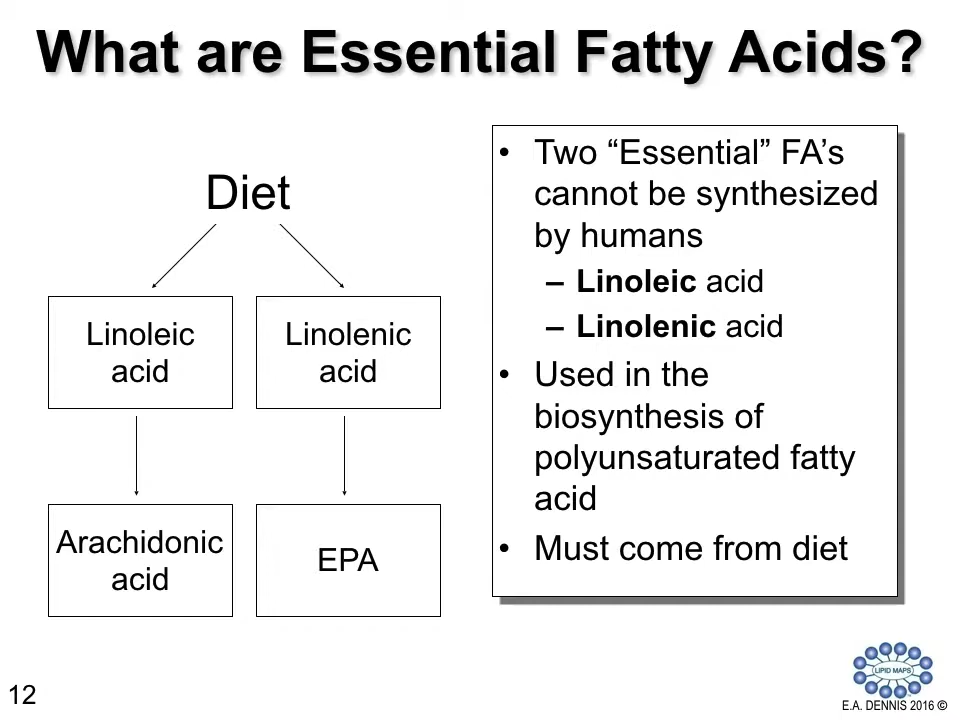 What are Essential Fatty Acids?
Diet
Linoleic
acid
Linolenic
acid
Arachidonic
acid
EPA
• Two “Essential” FA’s
cannot be synthesized
by humans
– Linoleic acid
– Linolenic acid
• Used in the
biosynthesis of
polyunsaturated fatty
acid
• Must come from diet
12
LIPID MAPS
E.A. DENNIS 2016 ©